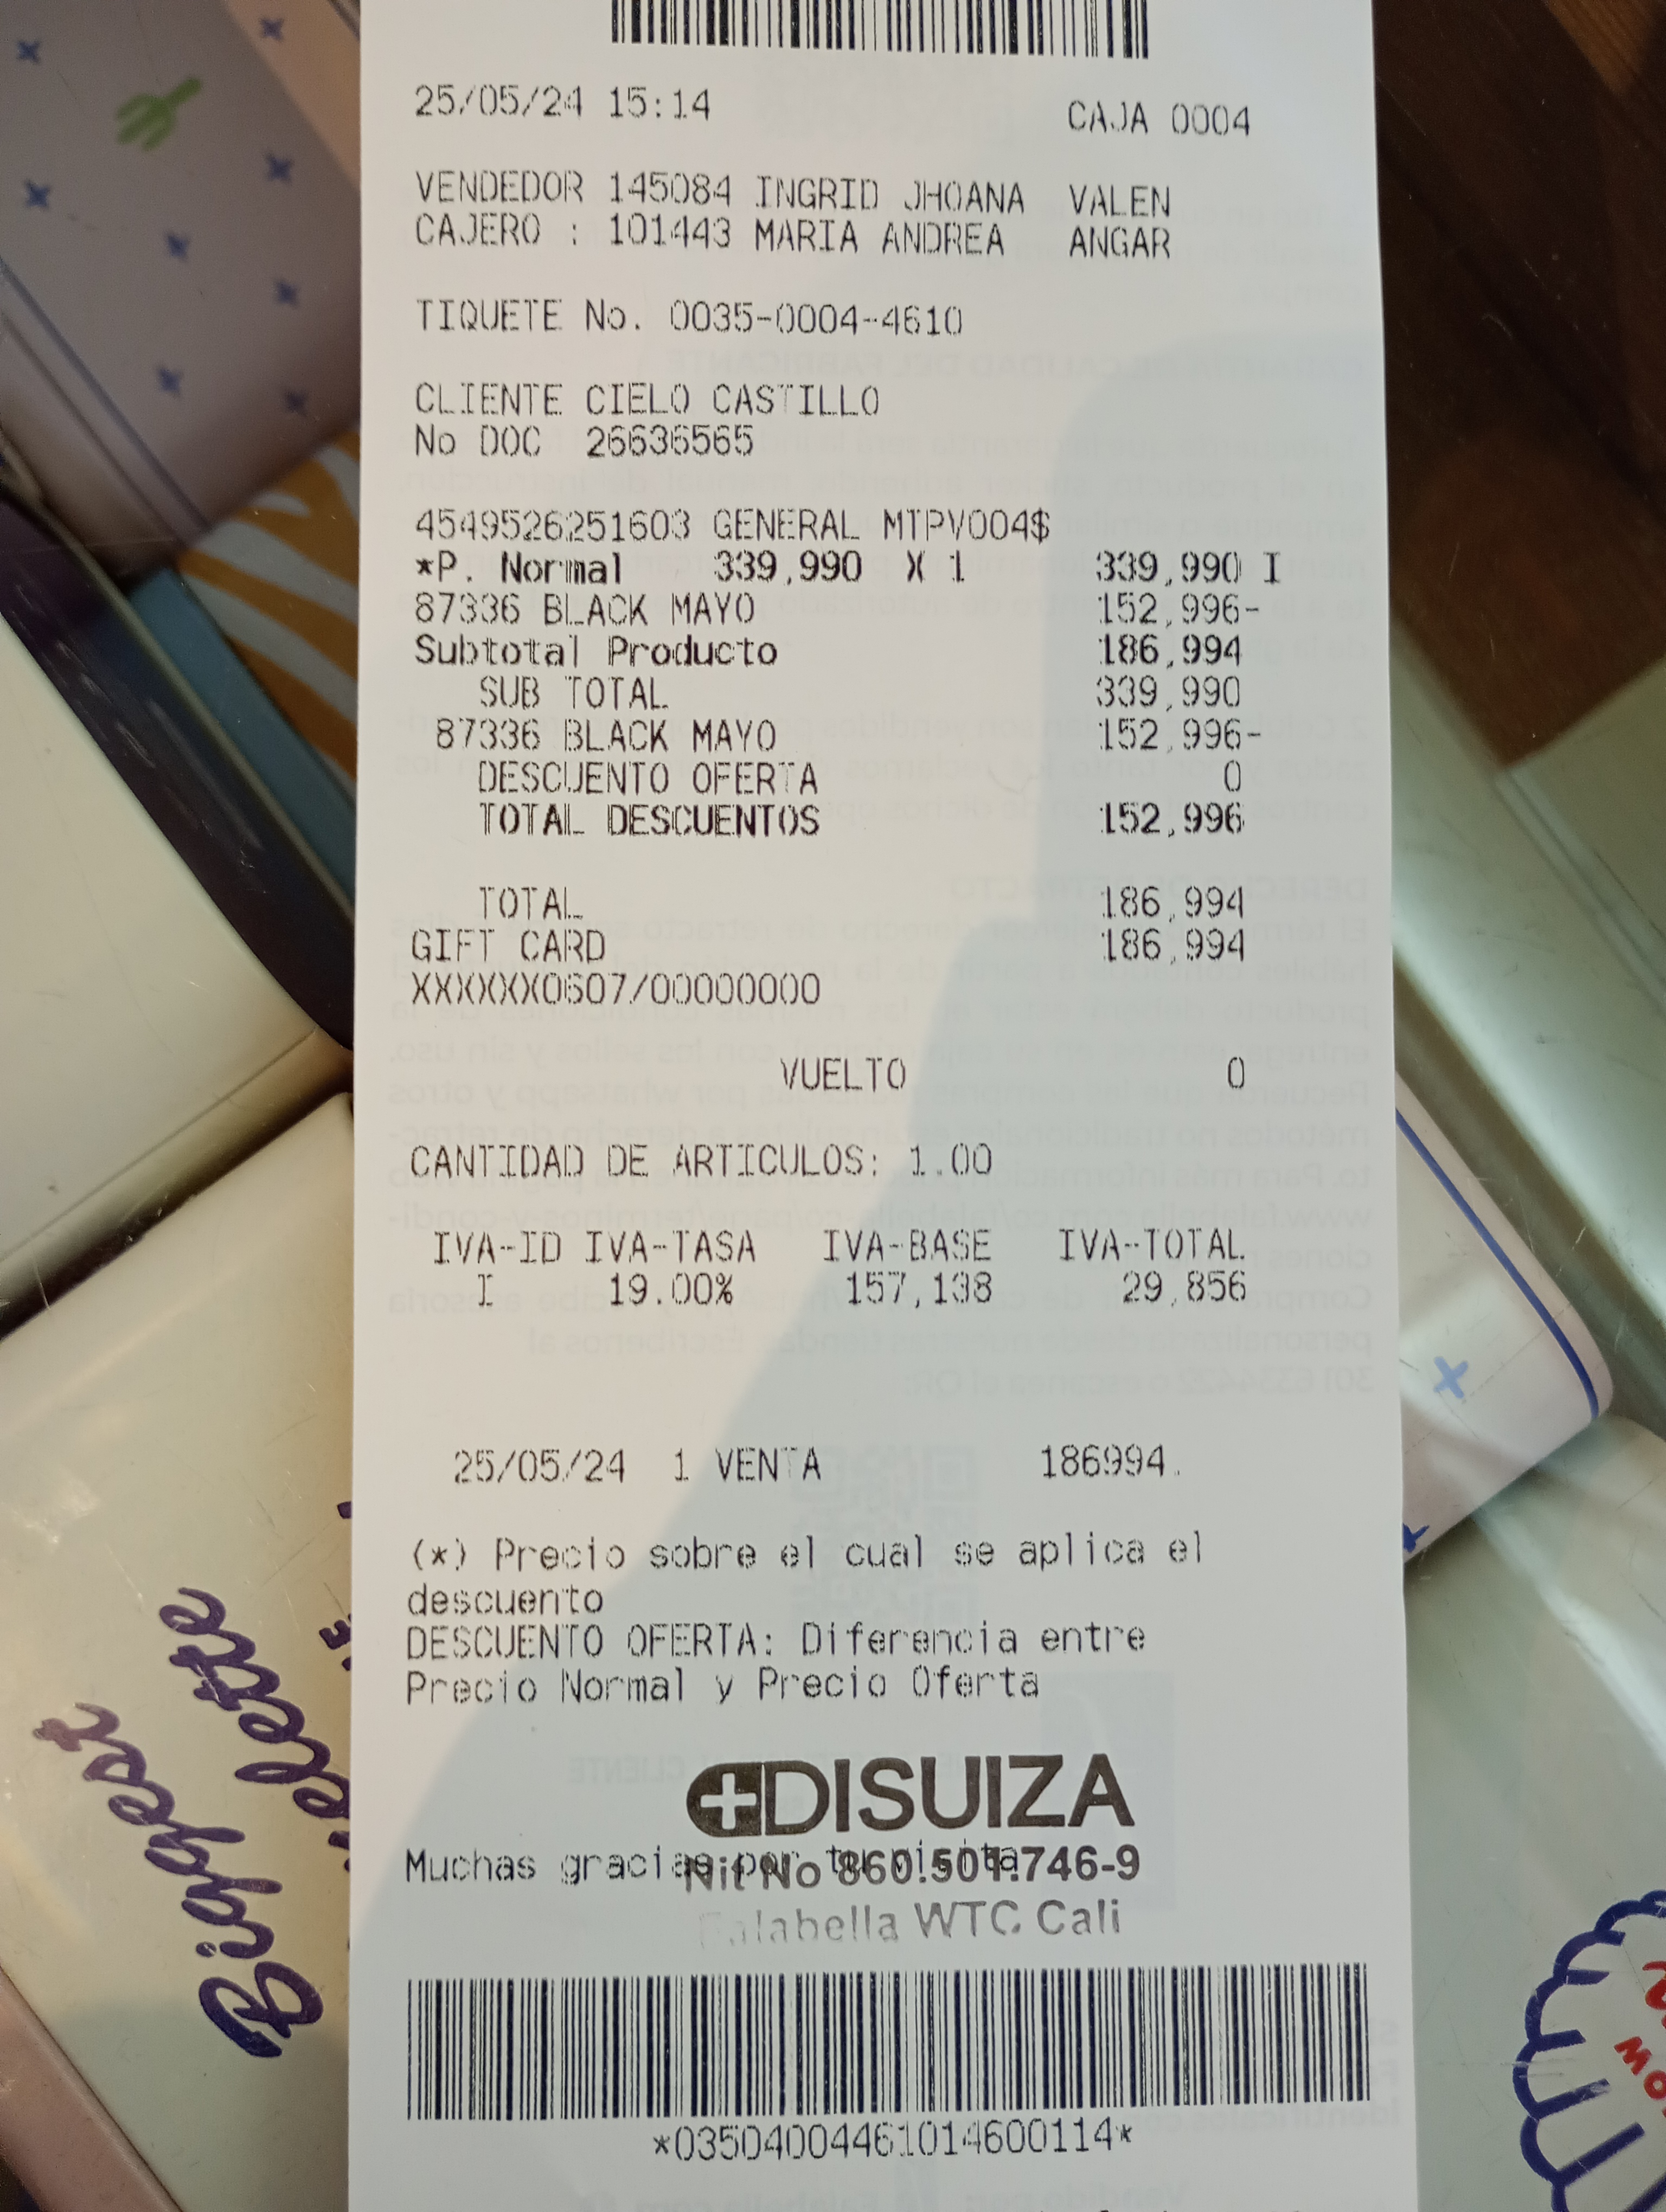 25/05/24 15:14 CAJA 0004
VENDEDOR 145084 INGRID JHOANA VALEN
CAJERO : 101443 MARIA ANDREA ANGAR
TIQUETE No. 0035-0004-4610
CLIENTE CIELO CASTILLO
No DOC 26636565
4549526251603 GENERAL MTPV004$
*P. Normal 339,990 X 1 339,990 I
87336 BLACK MAYO 152,996-
Subtotal Producto 186,994
SUB TOTAL 339,990
87336 BLACK MAYO 152,996-
DESCUENTO OFERTA 0
TOTAL DESCUENTOS 152,996
TOTAL 186,994
GIFT CARD 186,994
XXXXXX0607/00000000
VUELTO 0
CANTIDAD DE ARTICULOS: 1.00
IVA-ID IVA-TASA IVA-BASE IVA-TOTAL
I 19.00% 157,138 29,856
25/05/24 1 VENTA 186994.
(*) Precio sobre el cual se aplica el
descuento
DESCUENTO OFERTA: Diferencia entre
Precio Normal y Precio Oferta
DISUIZA
Muchas gracias por tu visita
Nit No 860.501.746-9
Falabella WTC Cali
*03504004461014600114*